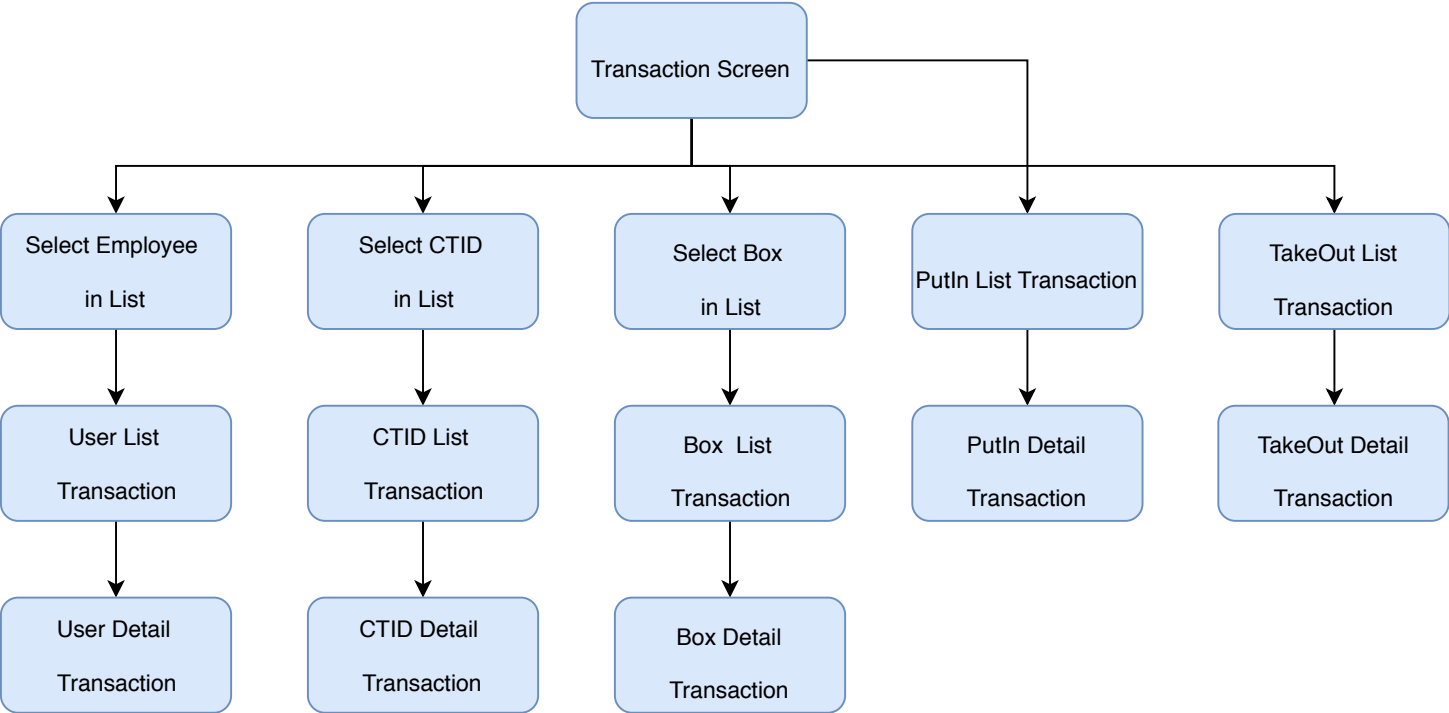 Transaction Screen
Select Employee
in List
Select CTID
in List
Select Box
in List
PutIn List Transaction
TakeOut List
Transaction
User List
Transaction
CTID List
Transaction
Box  List
Transaction
PutIn Detail
Transaction
TakeOut Detail
Transaction
User Detail
Transaction
CTID Detail
Transaction
Box Detail
Transaction